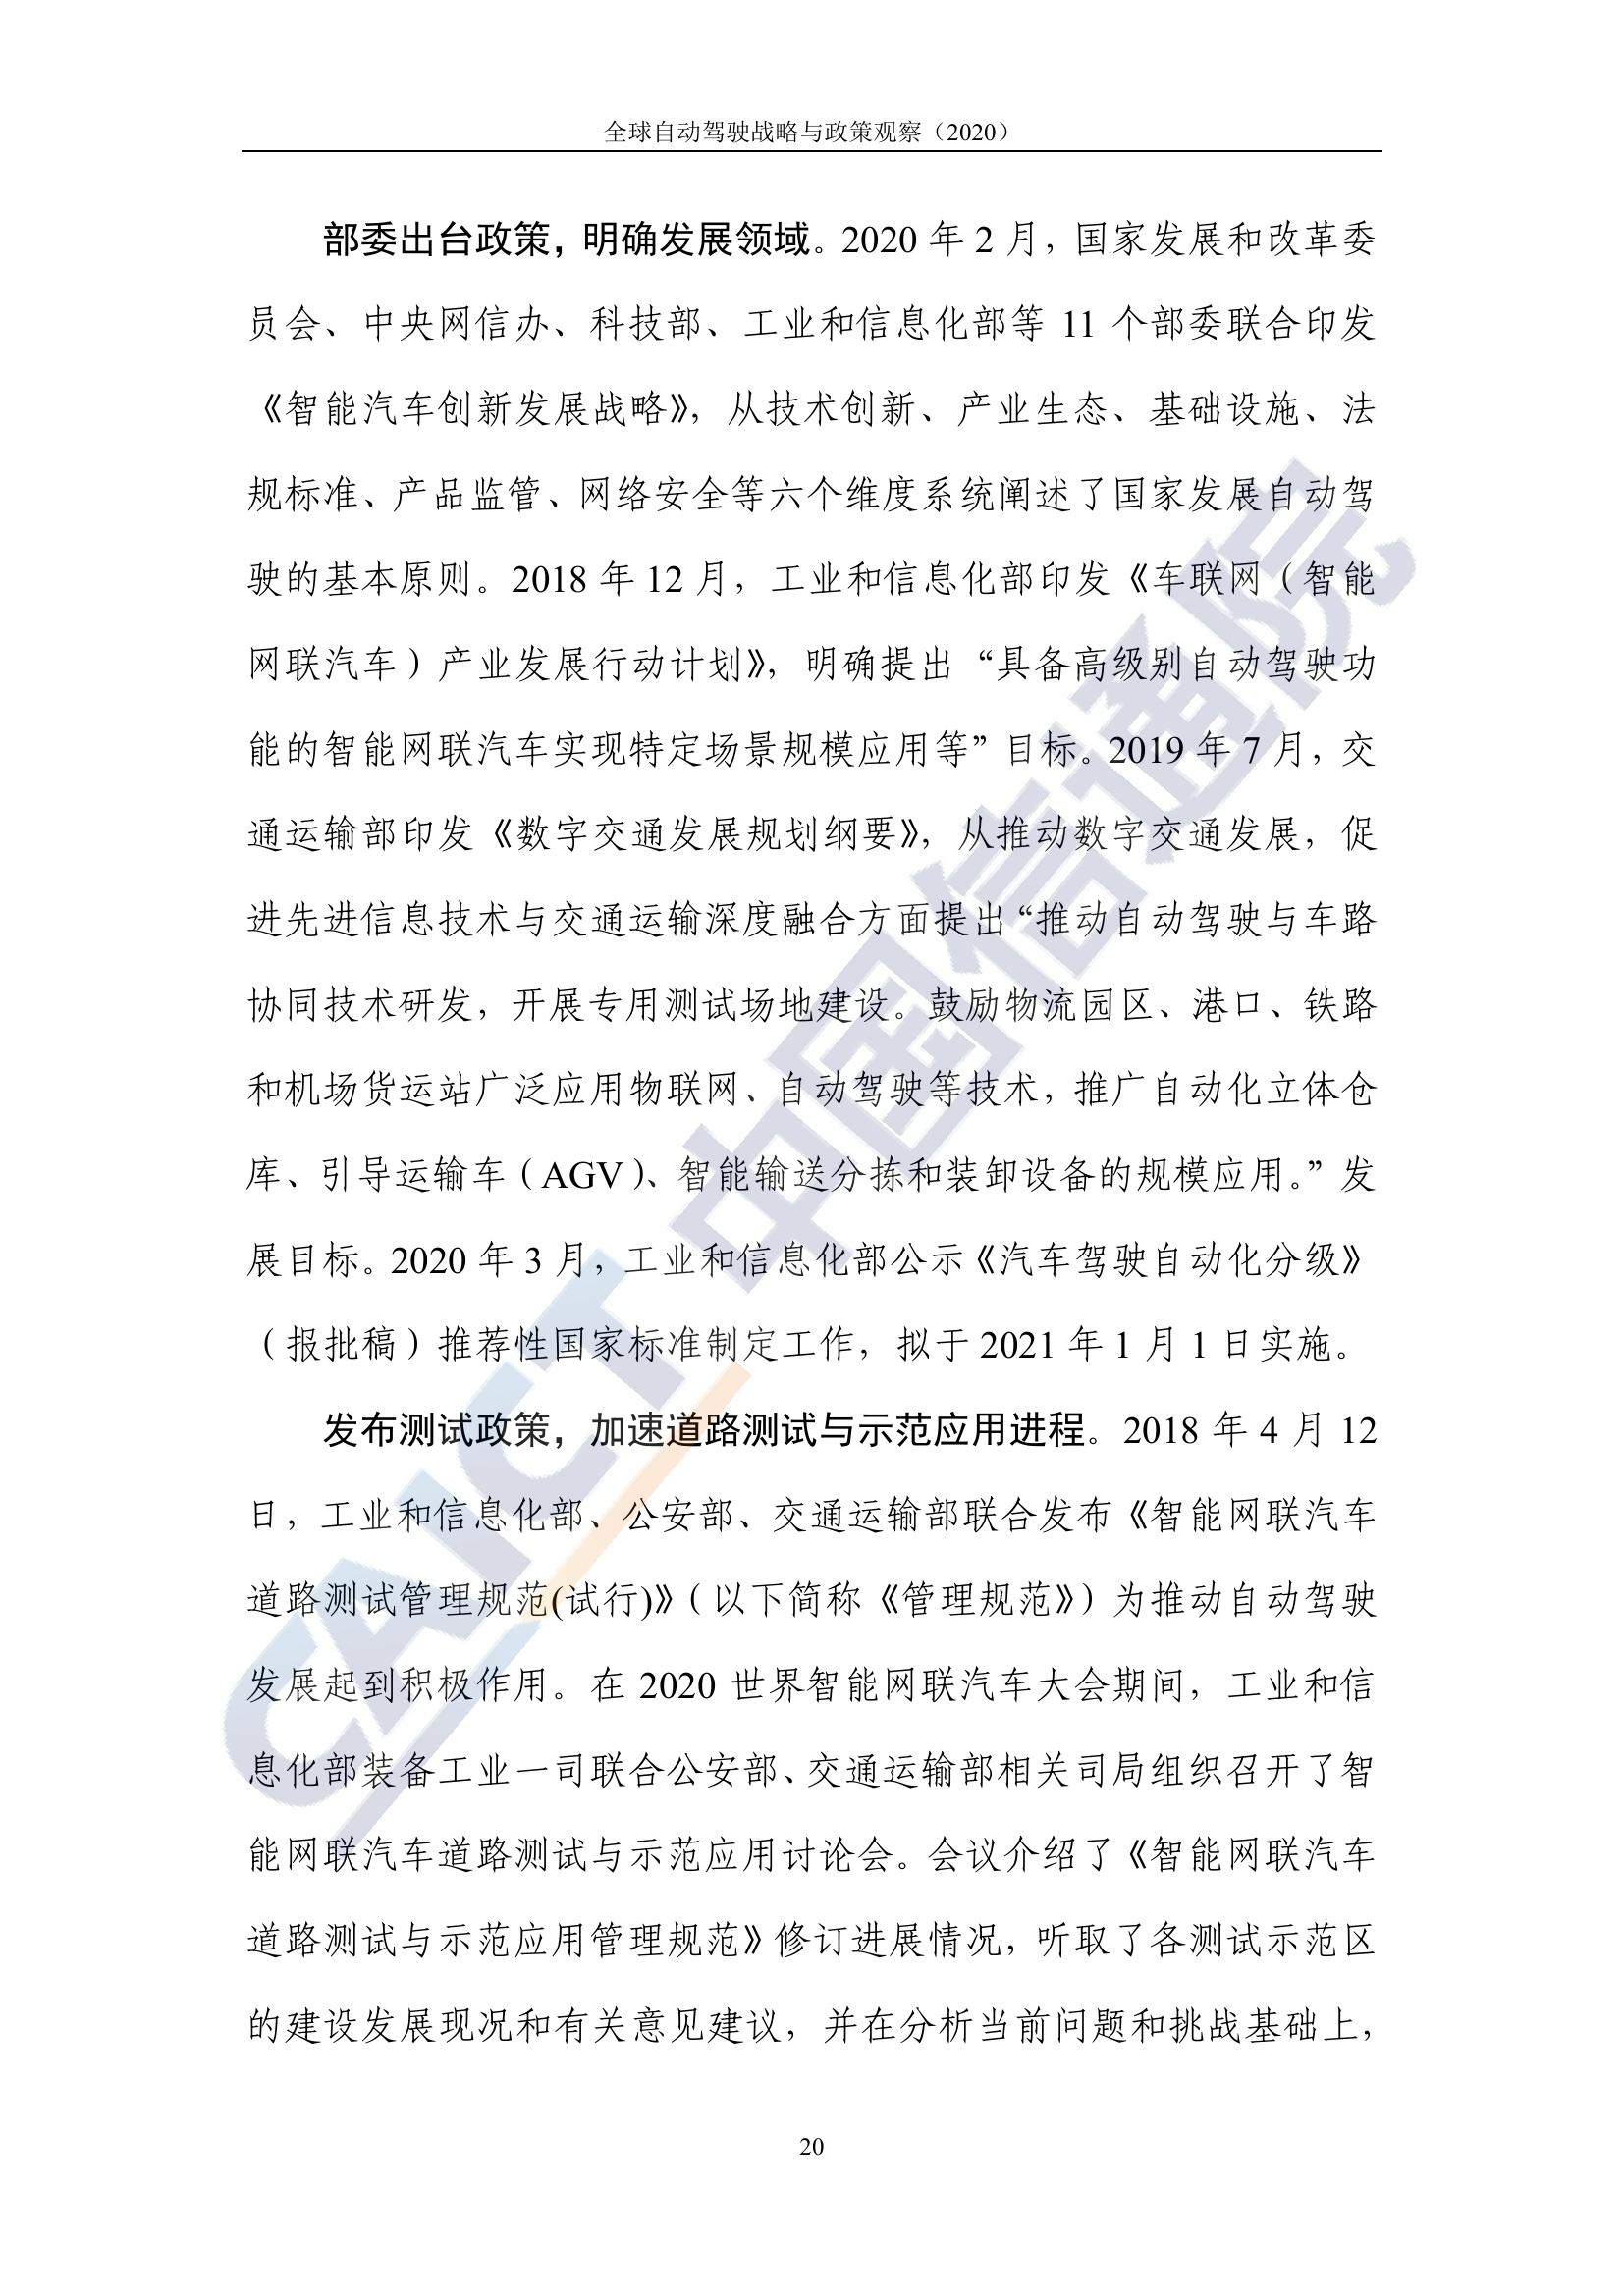 全球自动驾驶战略与政策观察（2020）
部委出台政策，明确发展领域。2020 年 2 月，国家发展和改革委
员会、中央网信办、科技部、工业和信息化部等 11 个部委联合印发
《智能汽车创新发展战略》，从技术创新、产业生态、基础设施、法
规标准、产品监管、网络安全等六个维度系统阐述了国家发展自动驾
驶的基本原则。2018 年 12 月，工业和信息化部印发《车联网（智能
网联汽车）产业发展行动计划》，明确提出“具备高级别自动驾驶功
能的智能网联汽车实现特定场景规模应用等”目标。2019 年 7 月，交
通运输部印发《数字交通发展规划纲要》，从推动数字交通发展，促
进先进信息技术与交通运输深度融合方面提出“推动自动驾驶与车路
协同技术研发，开展专用测试场地建设。鼓励物流园区、港口、铁路
和机场货运站广泛应用物联网、自动驾驶等技术，推广自动化立体仓
库、引导运输车（AGV）、智能输送分拣和装卸设备的规模应用。”发
展目标。2020 年 3 月，工业和信息化部公示《汽车驾驶自动化分级》
（报批稿）推荐性国家标准制定工作，拟于 2021 年 1 月 1 日实施。
发布测试政策，加速道路测试与示范应用进程。2018 年 4 月 12
日，工业和信息化部、公安部、交通运输部联合发布《智能网联汽车
道路测试管理规范(试行)》（以下简称《管理规范》）为推动自动驾驶
发展起到积极作用。在 2020 世界智能网联汽车大会期间，工业和信
息化部装备工业一司联合公安部、交通运输部相关司局组织召开了智
能网联汽车道路测试与示范应用讨论会。会议介绍了《智能网联汽车
道路测试与示范应用管理规范》修订进展情况，听取了各测试示范区
的建设发展现况和有关意见建议，并在分析当前问题和挑战基础上，
20
CAICT 中国信通院